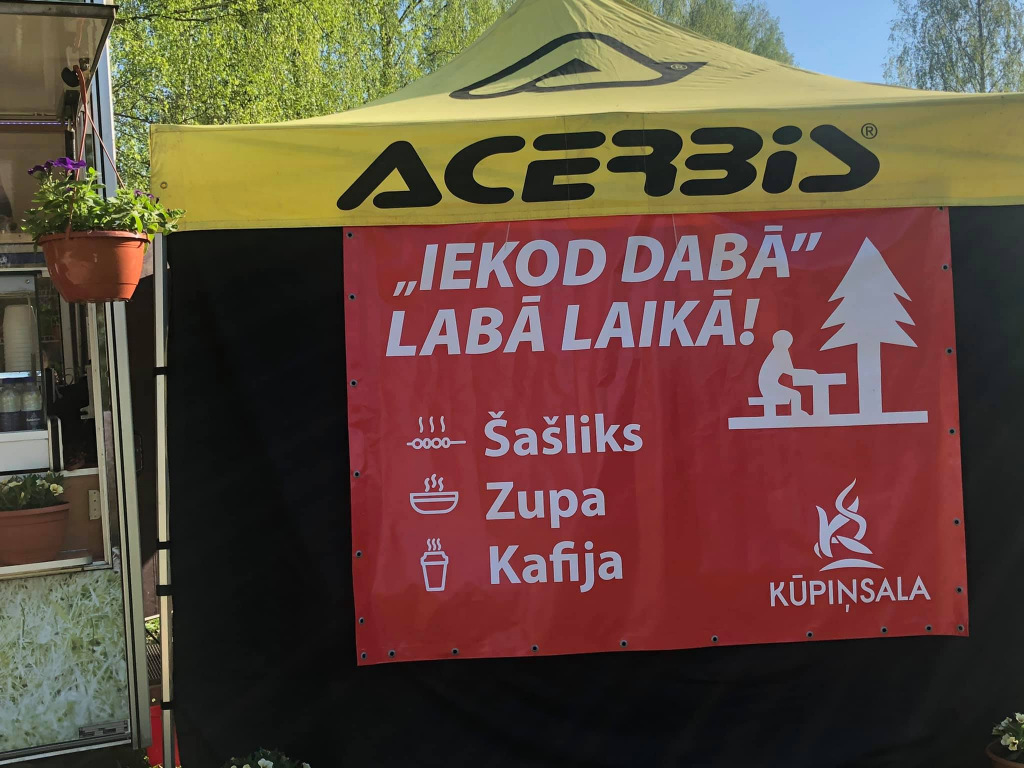 ACERBIS®
„IEKOD DABĀ”
LABĀ LAIKĀ!
Šašliks
Zupa
Kafija
KŪPIŅSALA